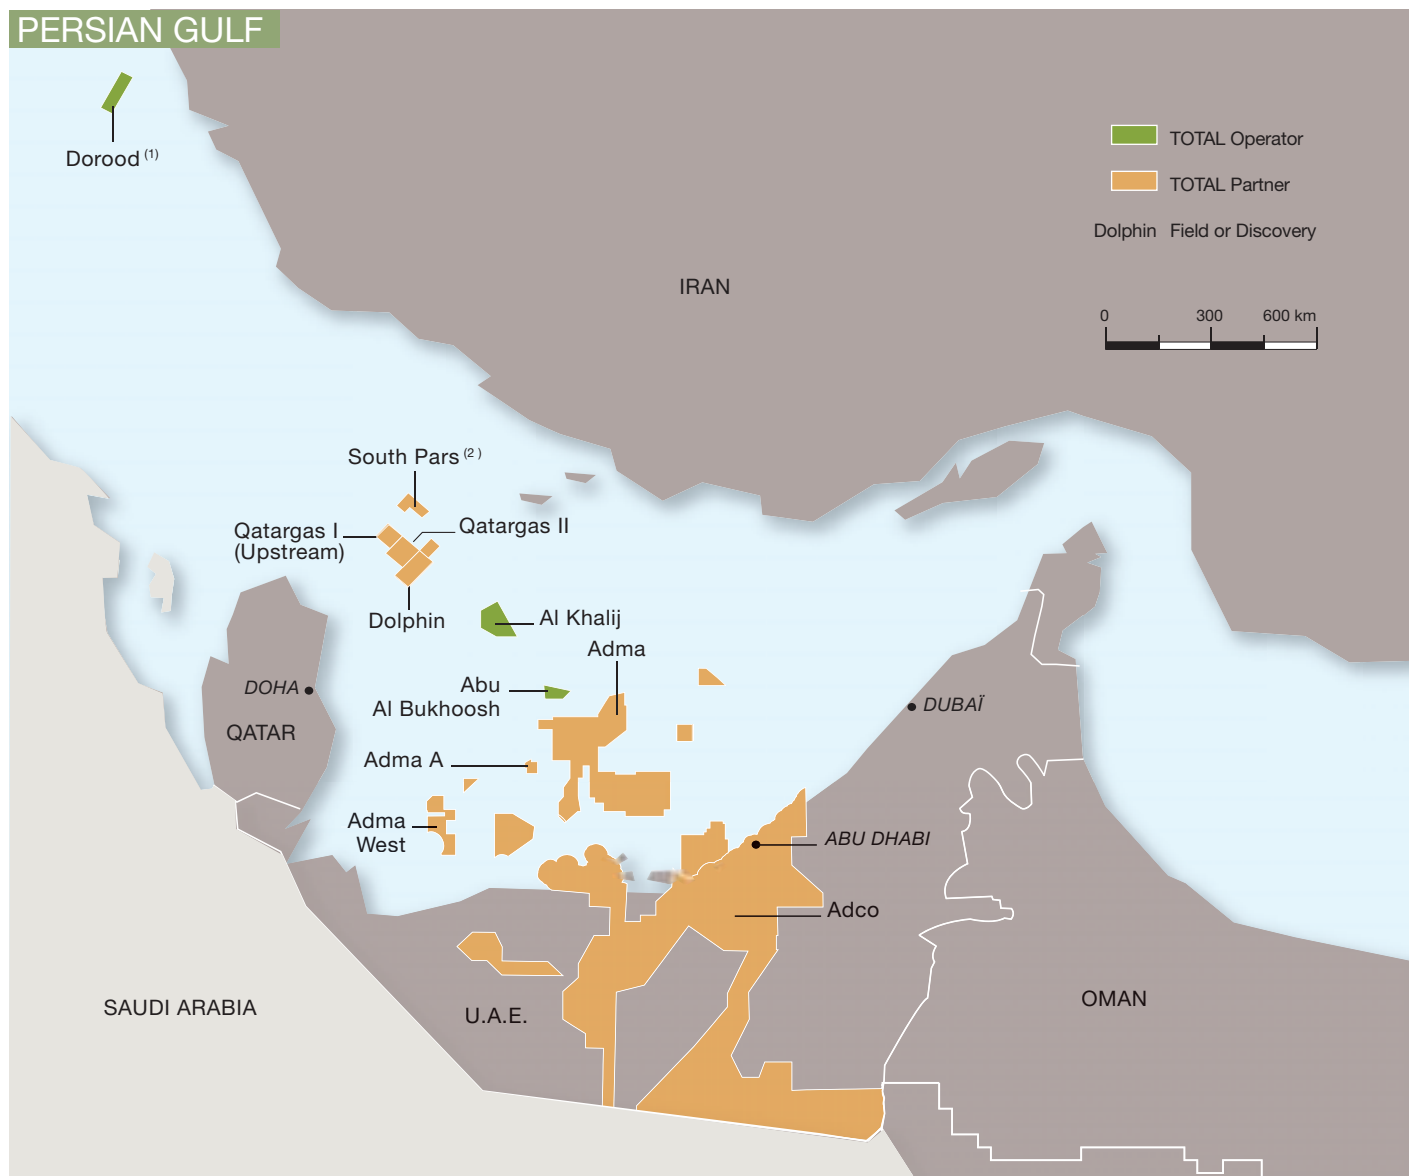 PERSIAN GULF
Dorood (1)
TOTAL Operator
TOTAL Partner
Dolphin Field or Discovery
IRAN
0 300 600 km
South Pars (2)
Qatargas I
(Upstream)
Qatargas II
Dolphin
Al Khalij
Adma
Abu
Al Bukhoosh
DOHA
QATAR
DUBAÏ
Adma A
Adma
West
ABU DHABI
Adco
SAUDI ARABIA
U.A.E.
OMAN